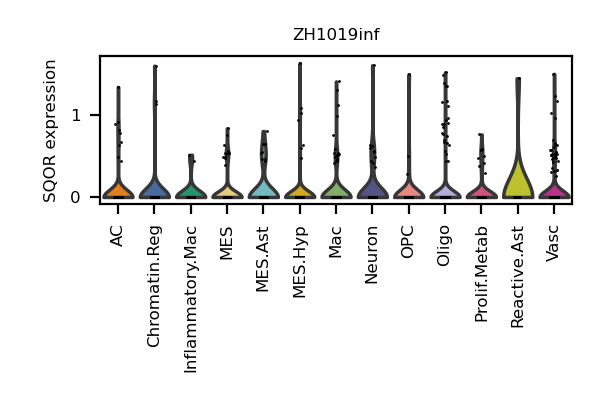 ZH1019inf
SQOR expression
1
0
AC
Chromatin.Reg
Inflammatory.Mac
MES
MES.Ast
MES.Hyp
Mac
Neuron
OPC
Oligo
Prolif.Metab
Reactive.Ast
Vasc